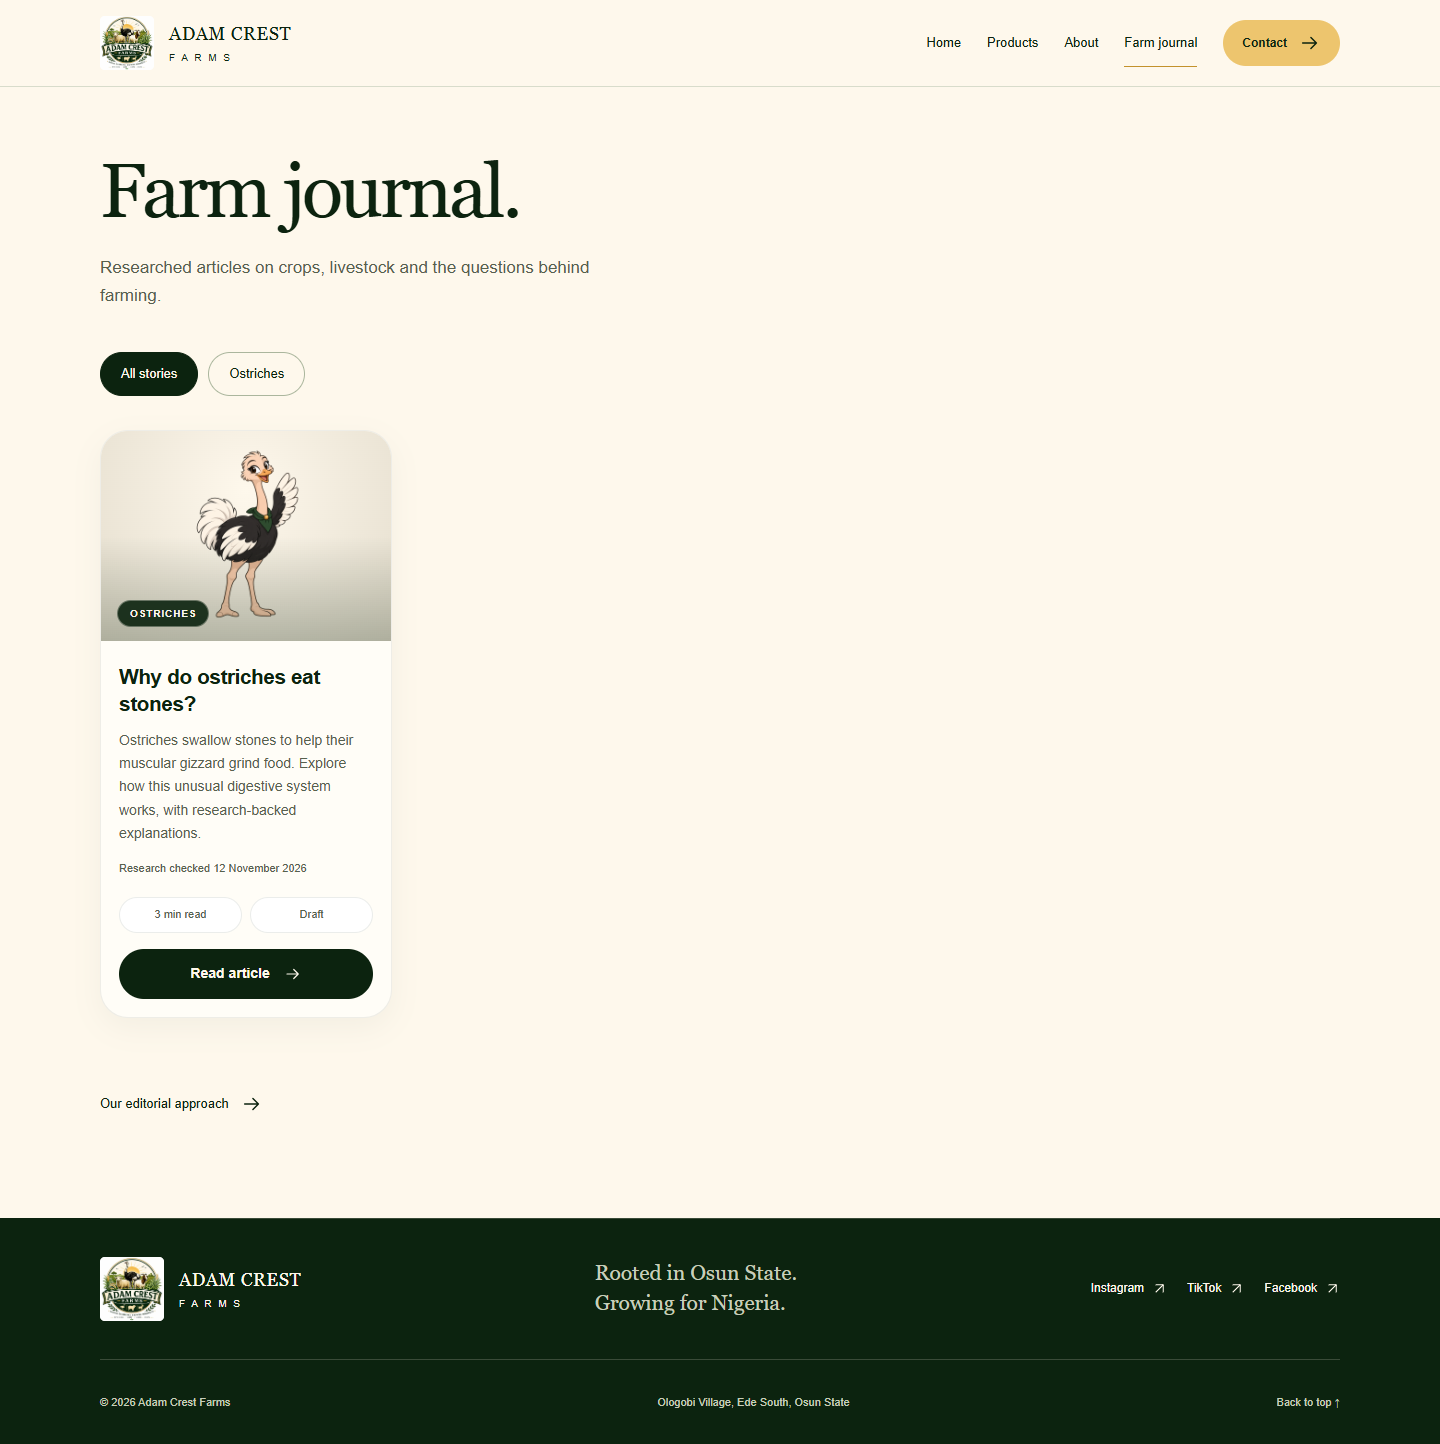 ADAM CREST
FARMS
Home
Products
About
Farm journal
Contact
Farm journal.
Researched articles on crops, livestock and the questions behind
farming.
All stories
Ostriches
OSTRICHES
Why do ostriches eat
stones?
Ostriches swallow stones to help their
muscular gizzard grind food. Explore
how this unusual digestive system
works, with research-backed
explanations.
Research checked 12 November 2026
3 min read
Draft
Read article
Our editorial approach
ADAM CREST
FARMS
ADAM CREST
FARMS
Rooted in Osun State.
Growing for Nigeria.
Instagram
TikTok
Facebook
© 2026 Adam Crest Farms
Ologobi Village, Ede South, Osun State
Back to top ↑